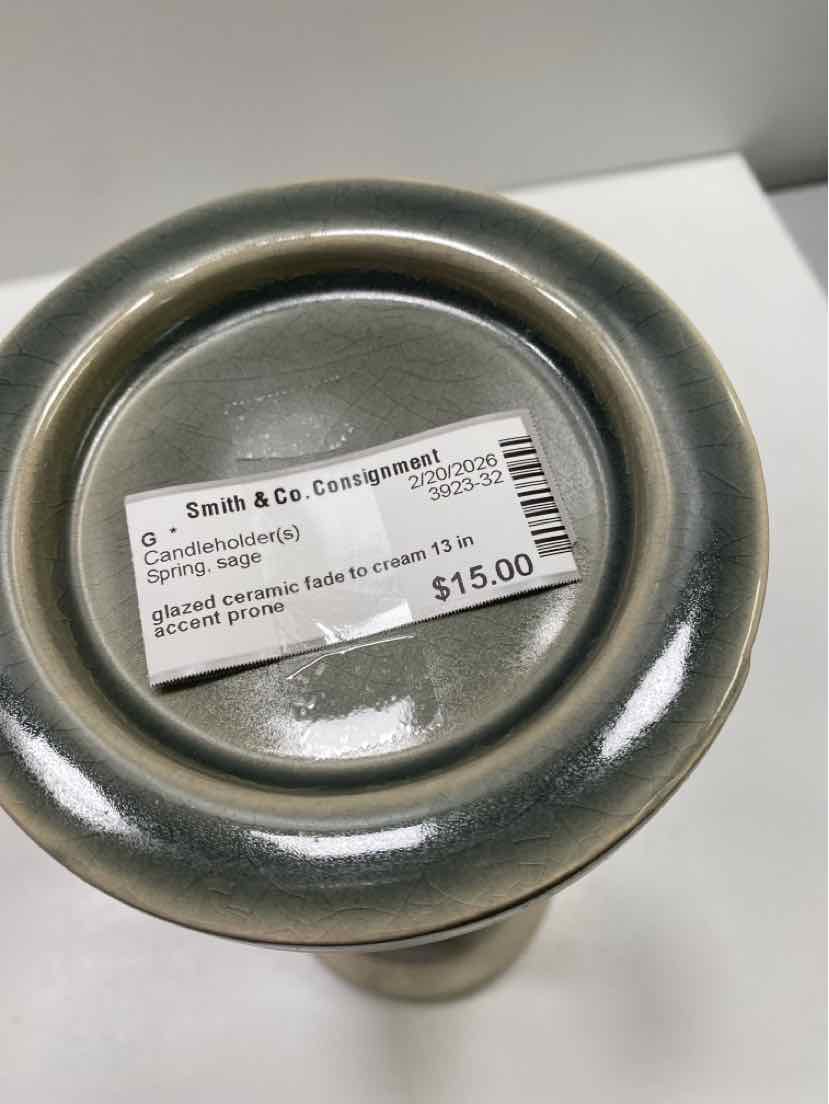 Smith & Co. Consignment
2/20/2026
3923-32
G *
Candleholder(s)
Spring, sage
glazed ceramic fade to cream 13 in
accent prone
$15.00